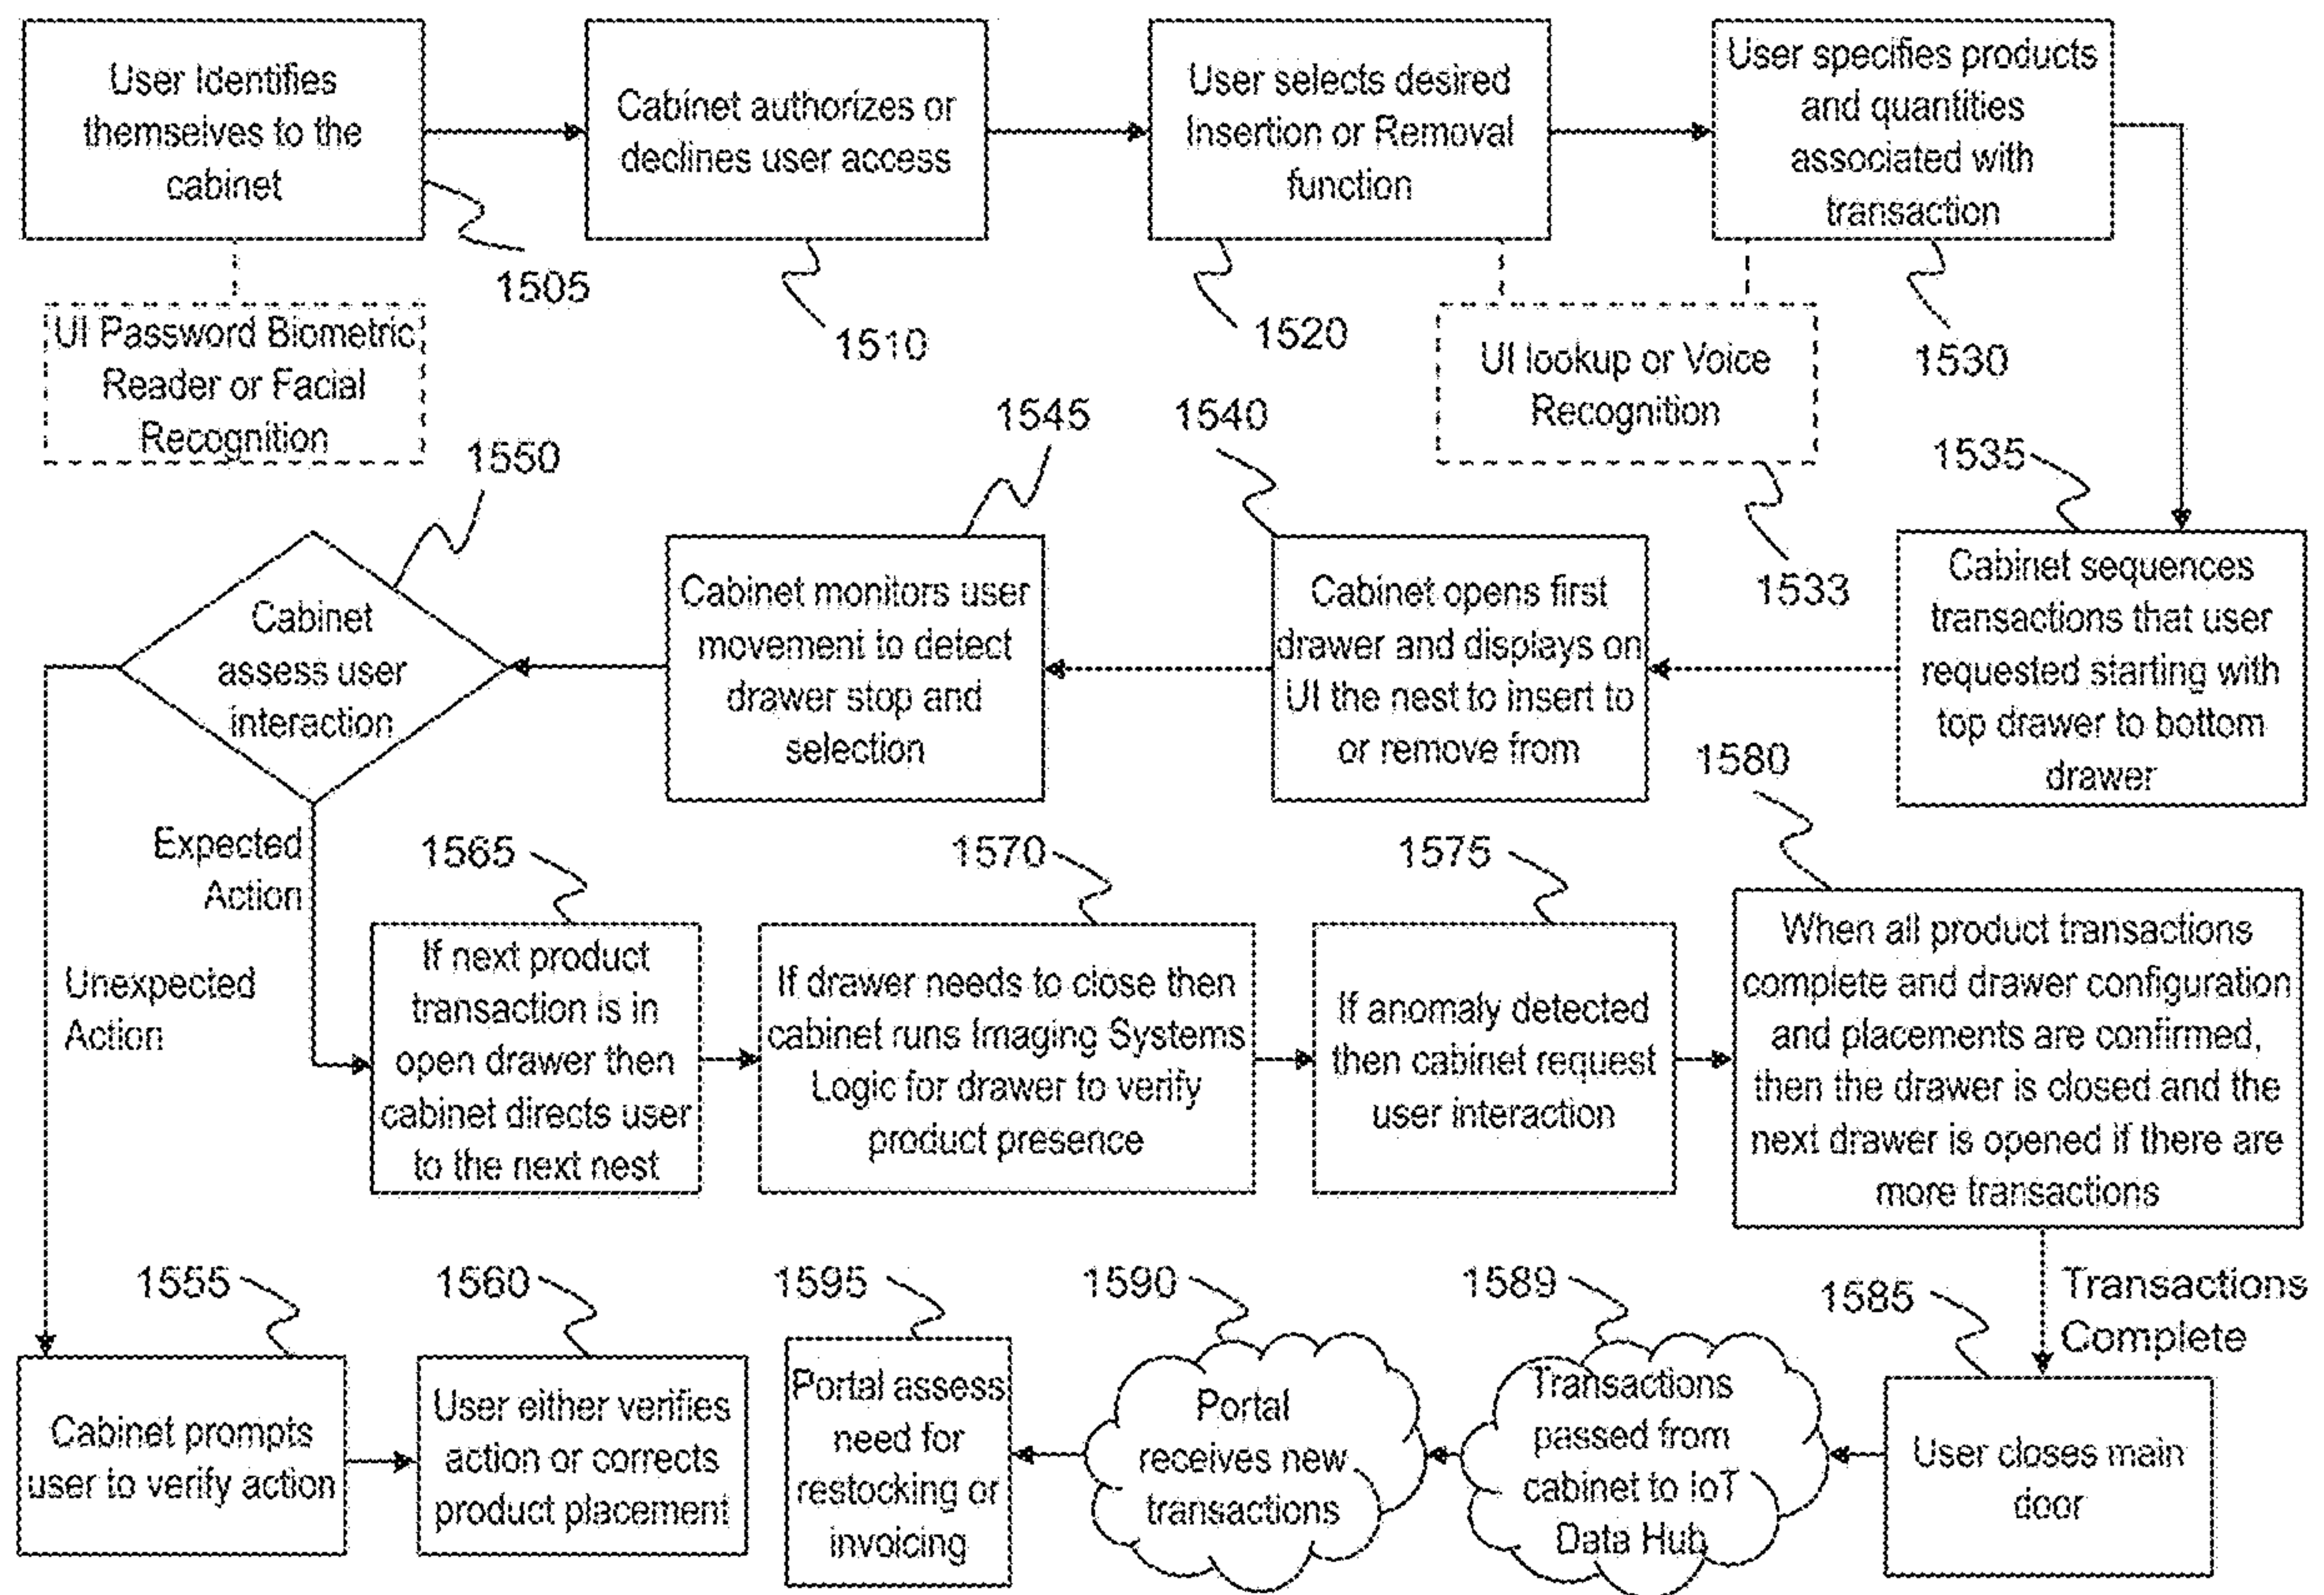 User Identifies
themselves to the
cabinet
1505
UI Password Biometric
Reader or Facial
Recognition
Cabinet authorizes or
declines user access
1510
User selects desired
Insertion or Removal
function
1520
User specifies products
and quantities
associated with
transaction
1530
UI lookup or Voice
Recognition
1533
1535
Cabinet sequences
transactions that user
requested starting with
top drawer to bottom
drawer
1540
Cabinet opens first
drawer and displays on
UI the nest to insert to
or remove from
1545
Cabinet monitors user
movement to detect
drawer stop and
selection
1550
Cabinet
assess user
interaction
Expected
Action
Unexpected
Action
1565
If next product
transaction is in
open drawer then
cabinet directs user
to the next nest
1570
If drawer needs to close then
cabinet runs Imaging Systems
Logic for drawer to verify
product presence
1575
If anomaly detected
then cabinet request
user interaction
1580
When all product transactions
complete and drawer configuration
and placements are confirmed,
then the drawer is closed and the
next drawer is opened if there are
more transactions
Transactions
Complete
1555
Cabinet prompts
user to verify action
1560
User either verifies
action or corrects
product placement
1595
Portal assess
need for
restocking or
invoicing
1590
Portal
receives new
transactions
1589
Transactions
passed from
cabinet to IoT
Data Hub
1585
User closes main
door